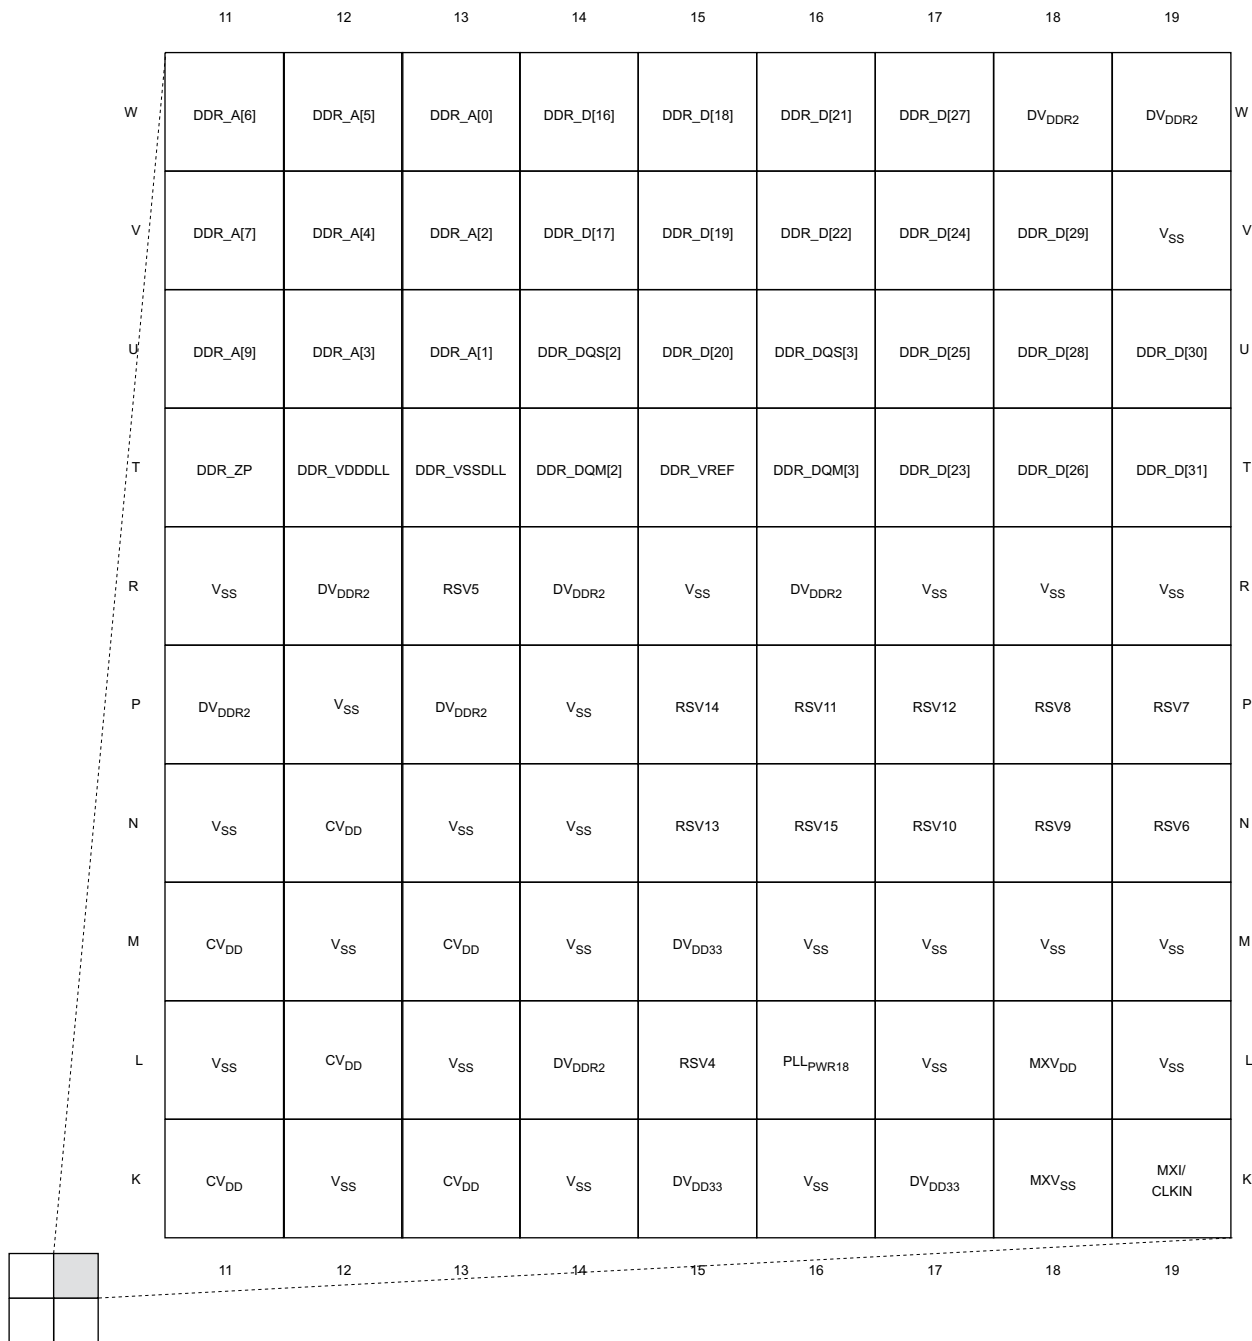 11 12 13 14 15 16 17 18 19
W DDR_A[6] DDR_A[5] DDR_A[0] DDR_D[16] DDR_D[18] DDR_D[21] DDR_D[27] DVDDR2 DVDDR2 W
V DDR_A[7] DDR_A[4] DDR_A[2] DDR_D[17] DDR_D[19] DDR_D[22] DDR_D[24] DDR_D[29] VSS V
U DDR_A[9] DDR_A[3] DDR_A[1] DDR_DQS[2] DDR_D[20] DDR_DQS[3] DDR_D[25] DDR_D[28] DDR_D[30] U
T DDR_ZP DDR_VDDDLL DDR_VSSDLL DDR_DQM[2] DDR_VREF DDR_DQM[3] DDR_D[23] DDR_D[26] DDR_D[31] T
R VSS DVDDR2 RSV5 DVDDR2 VSS DVDDR2 VSS VSS VSS R
P DVDDR2 VSS DVDDR2 VSS RSV14 RSV11 RSV12 RSV8 RSV7 P
N VSS CVDD VSS VSS RSV13 RSV15 RSV10 RSV9 RSV6 N
M CVDD VSS CVDD VSS DVDD33 VSS VSS VSS VSS M
L VSS CVDD VSS DVDDR2 RSV4 PLLPWR18 VSS MXVDD VSS L
K CVDD VSS CVDD VSS DVDD33 VSS DVDD33 MXVSS MXI/ K
CLKIN
11 12 13 14 15 16 17 18 19